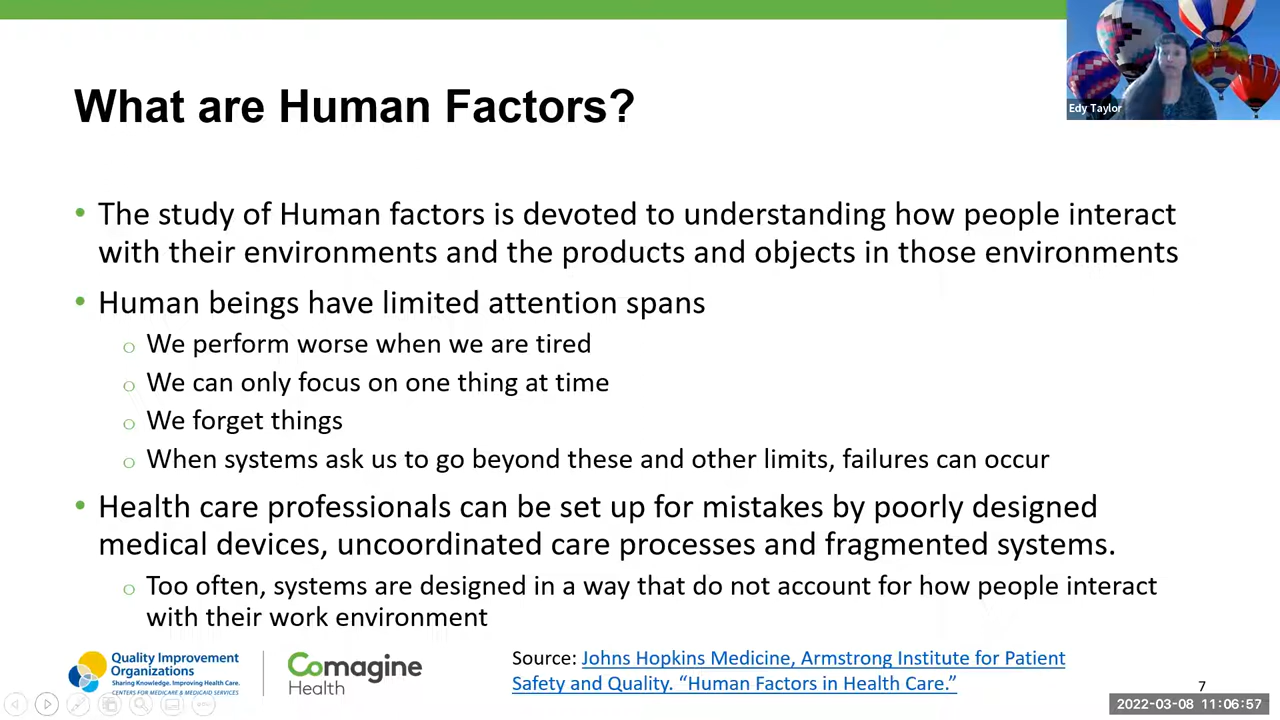 Edy Taylor
What are Human Factors?
• The study of Human factors is devoted to understanding how people interact
with their environments and the products and objects in those environments
• Human beings have limited attention spans
o We perform worse when we are tired
o We can only focus on one thing at time
o We forget things
o When systems ask us to go beyond these and other limits, failures can occur
• Health care professionals can be set up for mistakes by poorly designed
medical devices, uncoordinated care processes and fragmented systems.
o Too often, systems are designed in a way that do not account for how people interact
with their work environment
Quality Improvement
Organizations
Sharing Knowledge. Improving Health Care.
CENTERS FOR MEDICARE & MEDICAID SERVICES
Comagine
Health
Source: Johns Hopkins Medicine, Armstrong Institute for Patient
Safety and Quality. “Human Factors in Health Care.”
7
2022-03-08 11:06:57